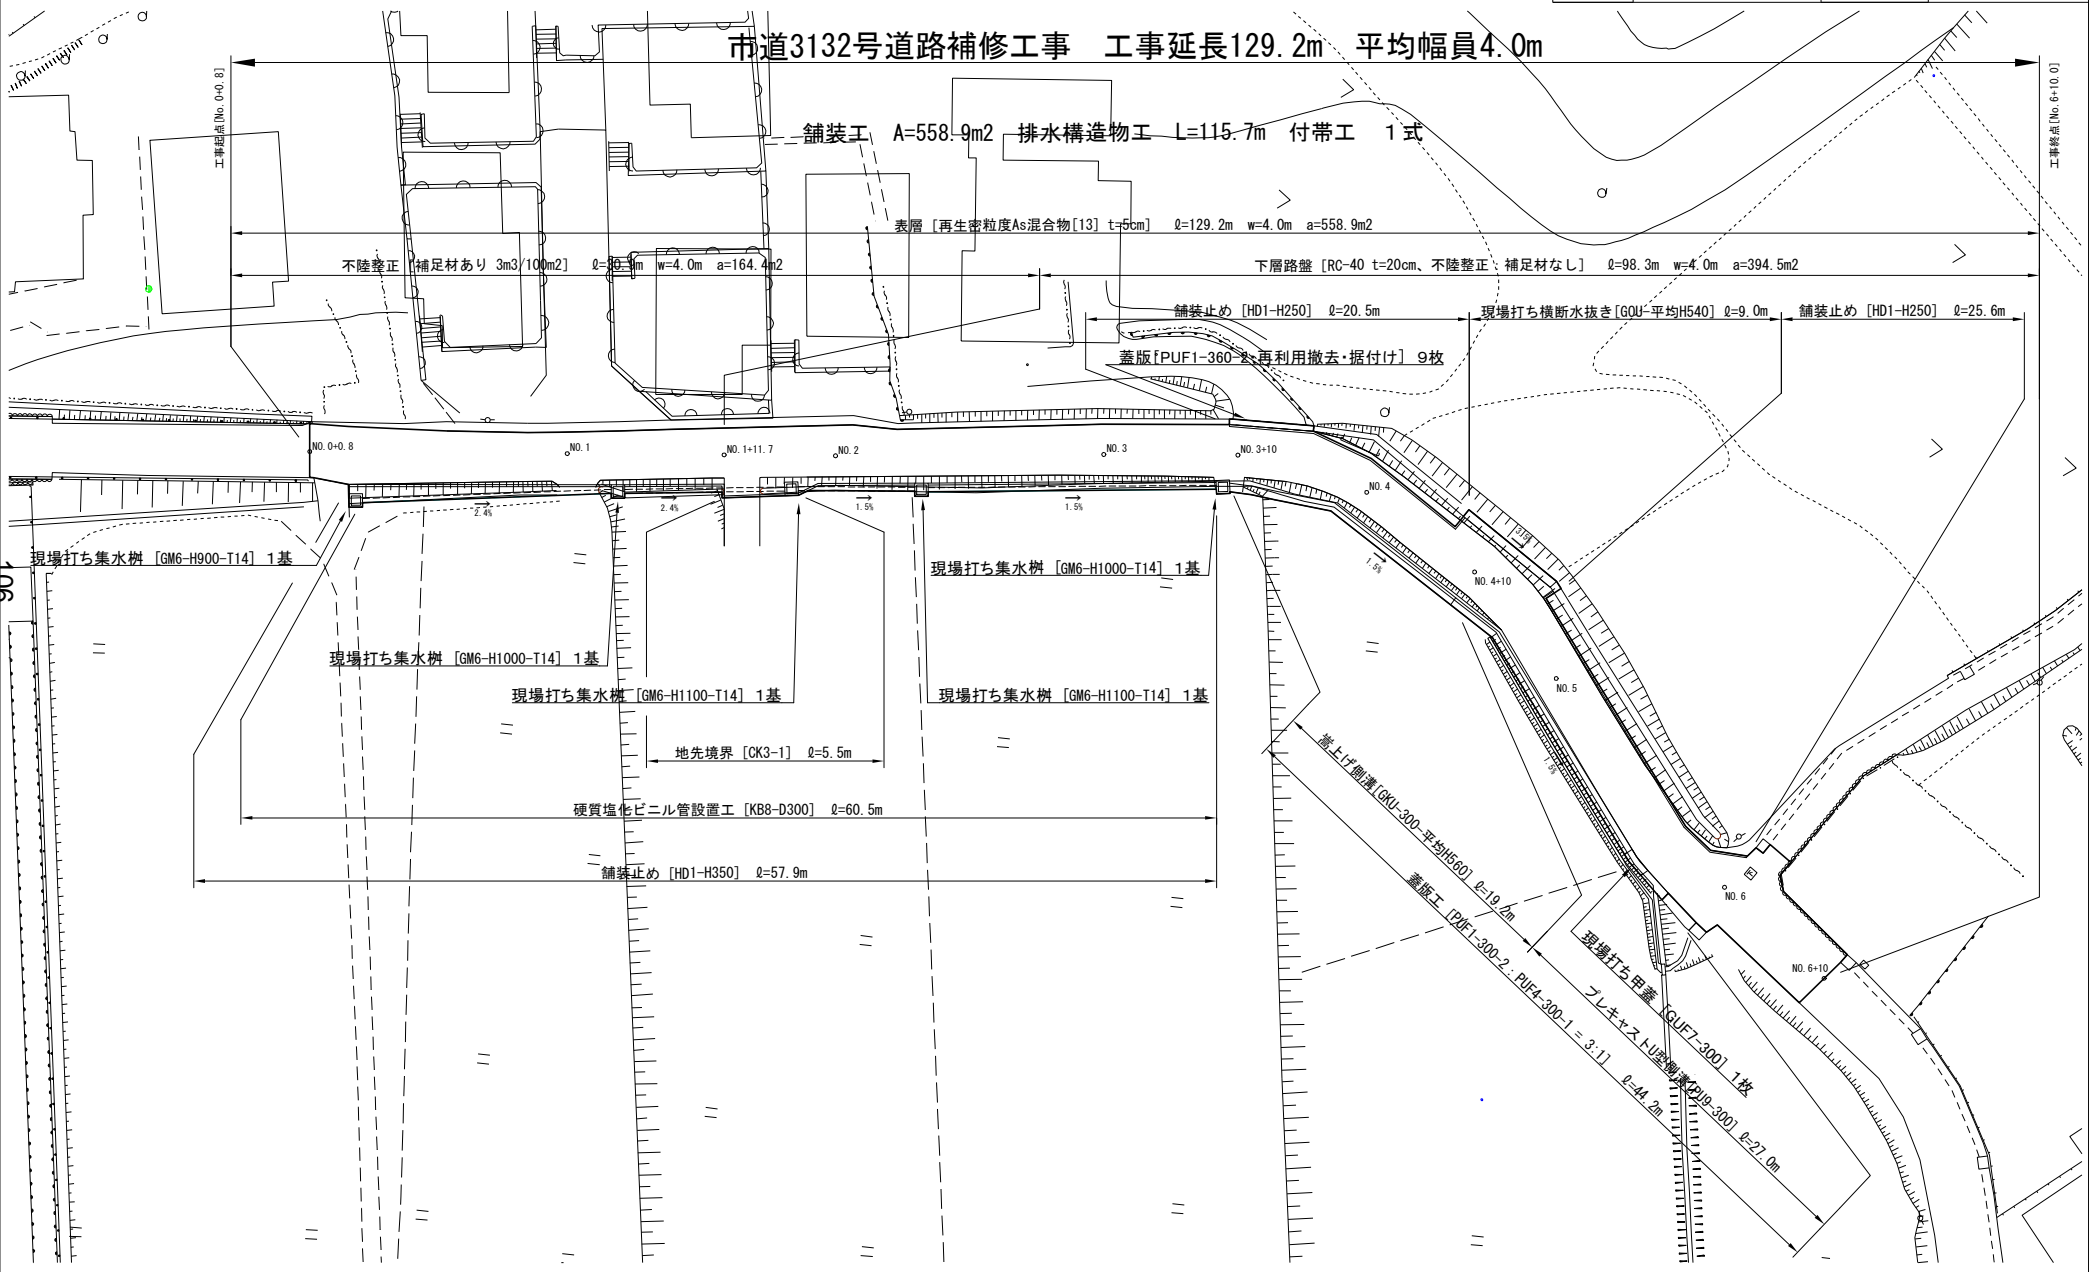 市道3132号道路補修工事　工事延長129.2m　平均幅員4.0m
工事起点[No.0+0.8]
工事終点[No.6+10.0]
舗装工　A=558.9m2　排水構造物工　L=115.7m　付帯工　１式
表層 [再生密粒度As混合物[13] t=5cm]　ℓ=129.2m　w=4.0m　a=558.9m2
不陸整正 [補足材あり 3m3/100m2]　ℓ=30.9m　w=4.0m　a=164.4m2
下層路盤 [RC-40 t=20cm、不陸整正・補足材なし]　ℓ=98.3m　w=4.0m　a=394.5m2
舗装止め [HD1-H250]　ℓ=20.5m
現場打ち横断水抜き[GOU-平均H540] ℓ=9.0m
舗装止め [HD1-H250]　ℓ=25.6m
蓋版[PUF1-360-2・再利用撤去・据付け] 9枚
NO.0+0.8
NO.1
NO.1+11.7
NO.2
NO.3
NO.3+10
NO.4
NO.4+10
NO.5
NO.6
NO.6+10
2.4%
2.4%
1.5%
1.5%
1.5%
1.5%
現場打ち集水桝 [GM6-H900-T14] 1基
現場打ち集水桝 [GM6-H1000-T14] 1基
106
現場打ち集水桝 [GM6-H1000-T14] 1基
現場打ち集水桝 [GM6-H1100-T14] 1基
現場打ち集水桝 [GM6-H1100-T14] 1基
地先境界 [CK3-1]　ℓ=5.5m
硬質塩化ビニル管設置工 [KB8-D300]　ℓ=60.5m
舗装止め [HD1-H350]　ℓ=57.9m
嵩上げ側溝[GKU-300-平均H560] ℓ=19.2m
蓋版工 [PUF1-300-2：PUF4-300-1 = 3:1]　ℓ=44.2m
現場打ち甲蓋 [GUF7-300] 1枚
プレキャストU型側溝[PU9-300] ℓ=27.0m